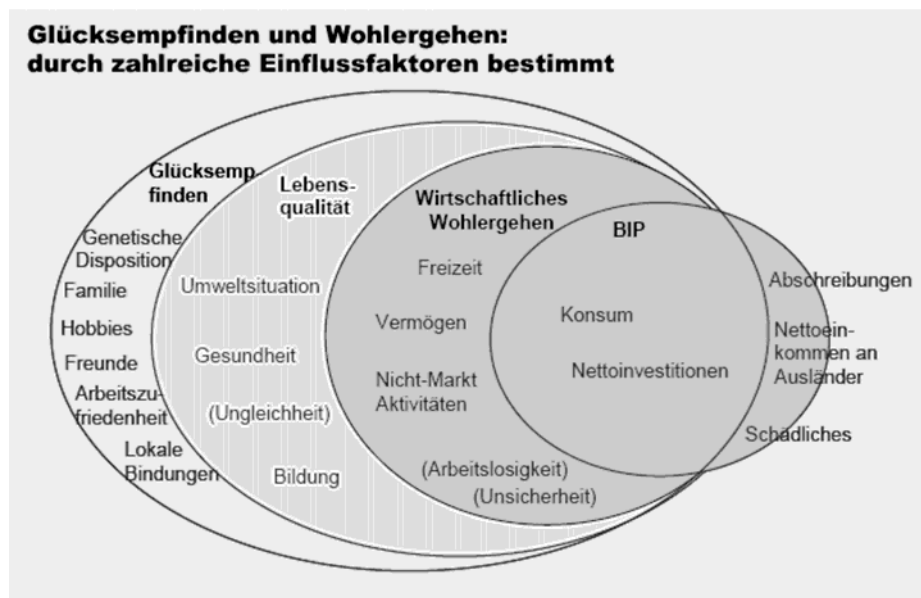 Glücksempfinden und Wohlergehen:
durch zahlreiche Einflussfaktoren bestimmt
Glücksemp-
finden
Genetische
Disposition
Familie
Hobbies
Freunde
Arbeitszu-
friedenheit
Lokale
Bindungen
Lebens-
qualität
Umweltsituation
Gesundheit
(Ungleichheit)
Bildung
Wirtschaftliches
Wohlergehen
Freizeit
Vermögen
Nicht-Markt
Aktivitäten
(Arbeitslosigkeit)
(Unsicherheit)
BIP
Konsum
Nettoinvestitionen
Abschreibungen
Nettoein-
kommen an
Ausländer
Schädliches